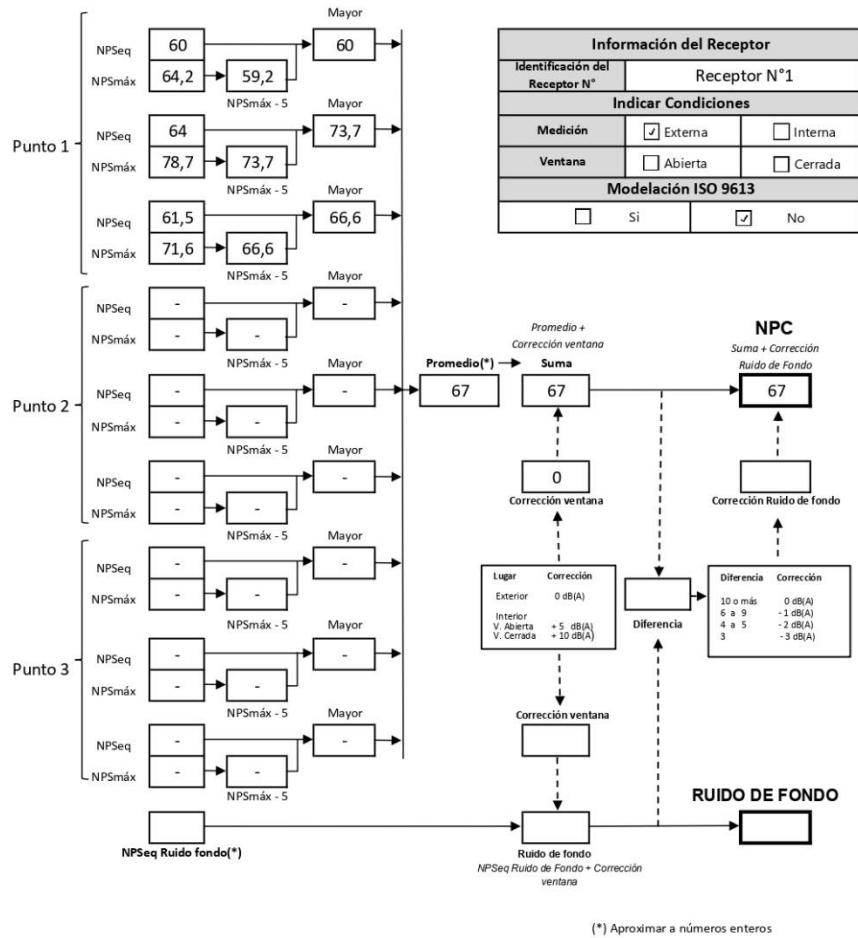 Mayor
NPSeq 60 60
NPSmáx 64,2 59,2
NPSmáx - 5
Mayor
Punto 1
NPSeq 64 73,7
NPSmáx 78,7 73,7
NPSmáx - 5
Mayor
NPSeq 61,5 66,6
NPSmáx 71,6 66,6
NPSmáx - 5
Información del Receptor
Identificación del
Receptor N° Receptor N°1
Indicar Condiciones
Medición ✓ Externa Interna
Ventana Abierta Cerrada
Modelación ISO 9613
Si ✓ No
Mayor
NPSeq - -
NPSmáx - -
NPSmáx - 5
Mayor
Punto 2
NPSeq - -
NPSmáx - -
NPSmáx - 5
Mayor
NPSeq - -
NPSmáx - -
NPSmáx - 5
Mayor
NPSeq - -
NPSmáx - -
NPSmáx - 5
Mayor
Punto 3
NPSeq - -
NPSmáx - -
NPSmáx - 5
Mayor
NPSeq - -
NPSmáx - -
NPSmáx - 5
Promedio(*)
67
Promedio +
Corrección ventana
Suma
67
NPC
Suma + Corrección
Ruido de Fondo
67
0
Corrección ventana
Corrección Ruido de fondo
Lugar Corrección
Exterior 0 dB(A)
Interior
V. Abierta + 5 dB(A)
V. Cerrada + 10 dB(A)
Diferencia
Diferencia Corrección
10 o más 0 dB(A)
6 a 9 - 1 dB(A)
4 a 5 - 2 dB(A)
3 - 3 dB(A)
Corrección ventana
NPSeq Ruido fondo(*)
Ruido de fondo
NPSeq Ruido de Fondo + Corrección
ventana
RUIDO DE FONDO
(*) Aproximar a números enteros